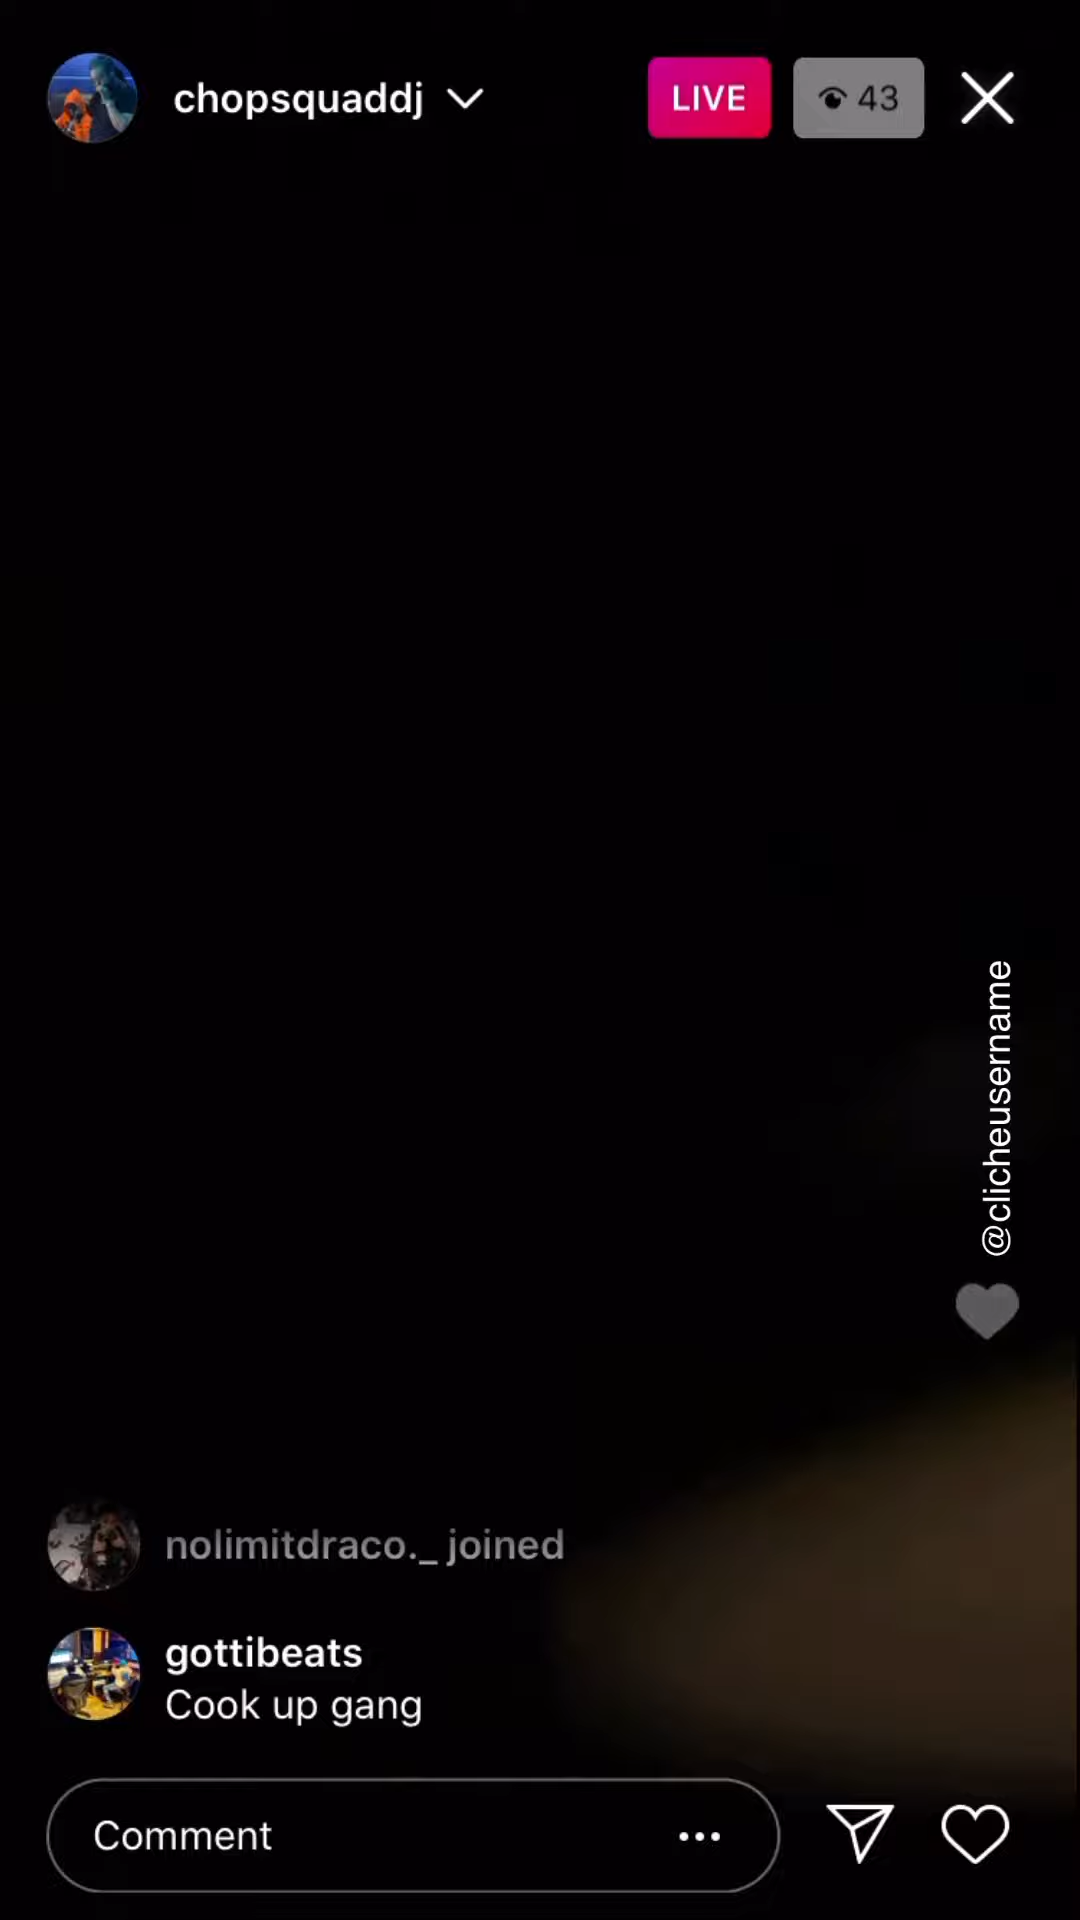 chopsquaddj
LIVE
43
@clicheusername
nolimitdraco._ joined
gottibeats
Cook up gang
Comment